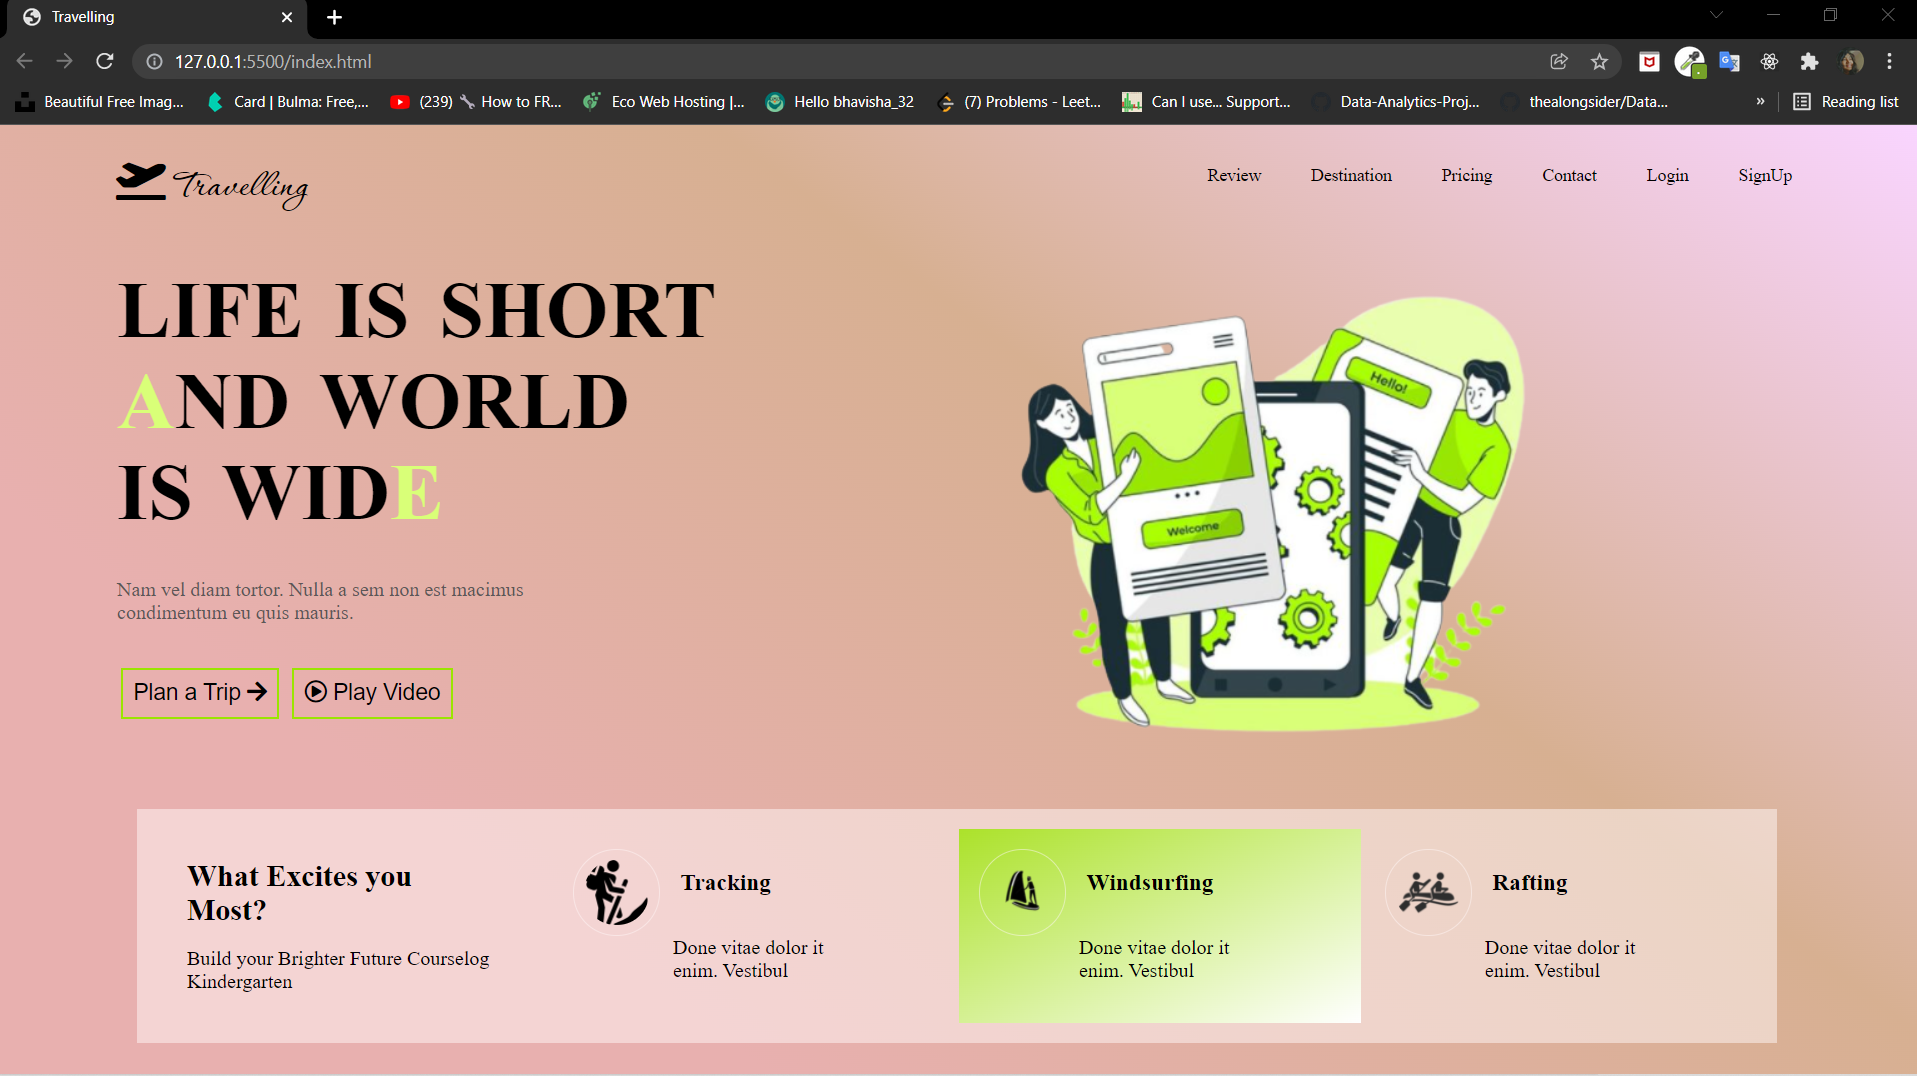 Travelling
127.0.0.1:5500/index.html
Beautiful Free Imag...
Card | Bulma: Free,...
(239) 🔧 How to FR...
Eco Web Hosting |...
Hello bhavisha_32
(7) Problems - Leet...
Can I use... Support...
Data-Analytics-Proj...
thealongsider/Data...
»
Reading list
Travelling
Review
Destination
Pricing
Contact
Login
SignUp
LIFE IS SHORT
AND WORLD
IS WIDE
Nam vel diam tortor. Nulla a sem non est macimus
condimentum eu quis mauris.
Plan a Trip
Play Video
Hello!
Welcome
What Excites you
Most?
Build your Brighter Future Courselog
Kindergarten
Tracking
Done vitae dolor it
enim. Vestibul
Windsurfing
Done vitae dolor it
enim. Vestibul
Rafting
Done vitae dolor it
enim. Vestibul